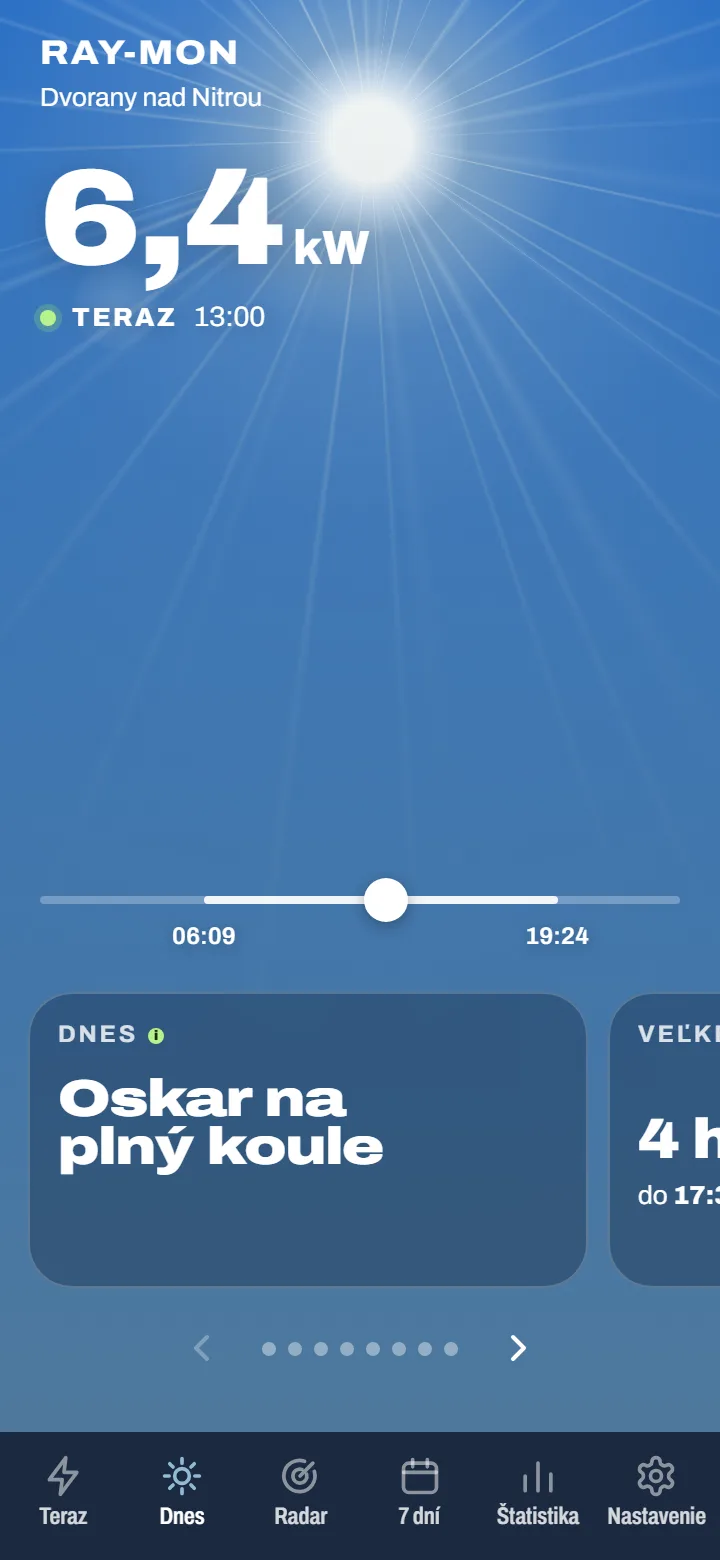 RAY-MON
Dvorany nad Nitrou
6,4 kW
TERAZ 13:00
06:09 19:24
DNES i
Oskar na
plný koule
4 h
do
Teraz Dnes Radar 7 dní Štatistika Nastavenie